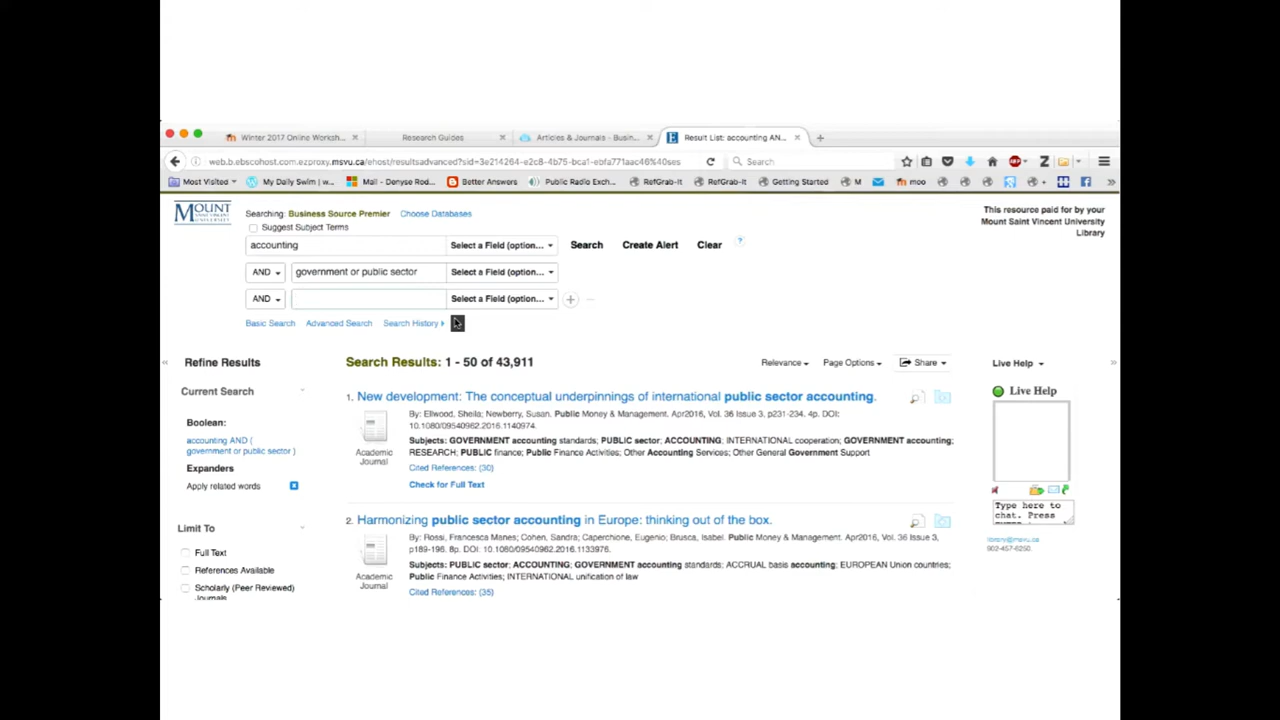 Winter 2017 Online Worksh...
Research Guides
Articles & Journals - Busin...
Result List: accounting AN...
web.b.ebscohost.com.ezproxy.msvu.ca/ehost/resultsadvanced?sid=3e214264-e2c8-4b75-bca1-ebfa771aac46%40ses
Search
Most Visited
My Daily Swim | w...
Mail - Denyse Rod...
Better Answers
Public Radio Exch...
RefGrab-It
RefGrab-It
Getting Started
M
moo
MOUNT
Searching: Business Source Premier Choose Databases
Suggest Subject Terms
This resource paid for by your
Mount Saint Vincent University
Library
accounting Select a Field (option... Search Create Alert Clear ?
AND government or public sector Select a Field (option...
AND Select a Field (option...
Basic Search Advanced Search Search History
Refine Results
Current Search
Boolean:
accounting AND (
government or public sector )
Expanders
Apply related words
Limit To
Full Text
References Available
Scholarly (Peer Reviewed)
Journals
Search Results: 1 - 50 of 43,911
Relevance Page Options Share
1. New development: The conceptual underpinnings of international public sector accounting.
By: Ellwood, Sheila; Newberry, Susan. Public Money & Management. Apr2016, Vol. 36 Issue 3, p231-234. 4p. DOI:
10.1080/09540962.2016.1140974.
Academic
Journal
Subjects: GOVERNMENT accounting standards; PUBLIC sector; ACCOUNTING; INTERNATIONAL cooperation; GOVERNMENT accounting;
RESEARCH; PUBLIC finance; Public Finance Activities; Other Accounting Services; Other General Government Support
Cited References: (30)
Check for Full Text
2. Harmonizing public sector accounting in Europe: thinking out of the box.
By: Rossi, Francesca Manes; Cohen, Sandra; Caperchione, Eugenio; Brusca, Isabel. Public Money & Management. Apr2016, Vol. 36 Issue 3,
p189-196. 8p. DOI: 10.1080/09540962.2016.1133976.
Academic
Journal
Subjects: PUBLIC sector; ACCOUNTING; GOVERNMENT accounting standards; ACCRUAL basis accounting; EUROPEAN Union countries;
Public Finance Activities; INTERNATIONAL unification of law
Cited References: (35)
Live Help
Live Help
Type here to
chat. Press
library@msvu.ca
902-457-6250